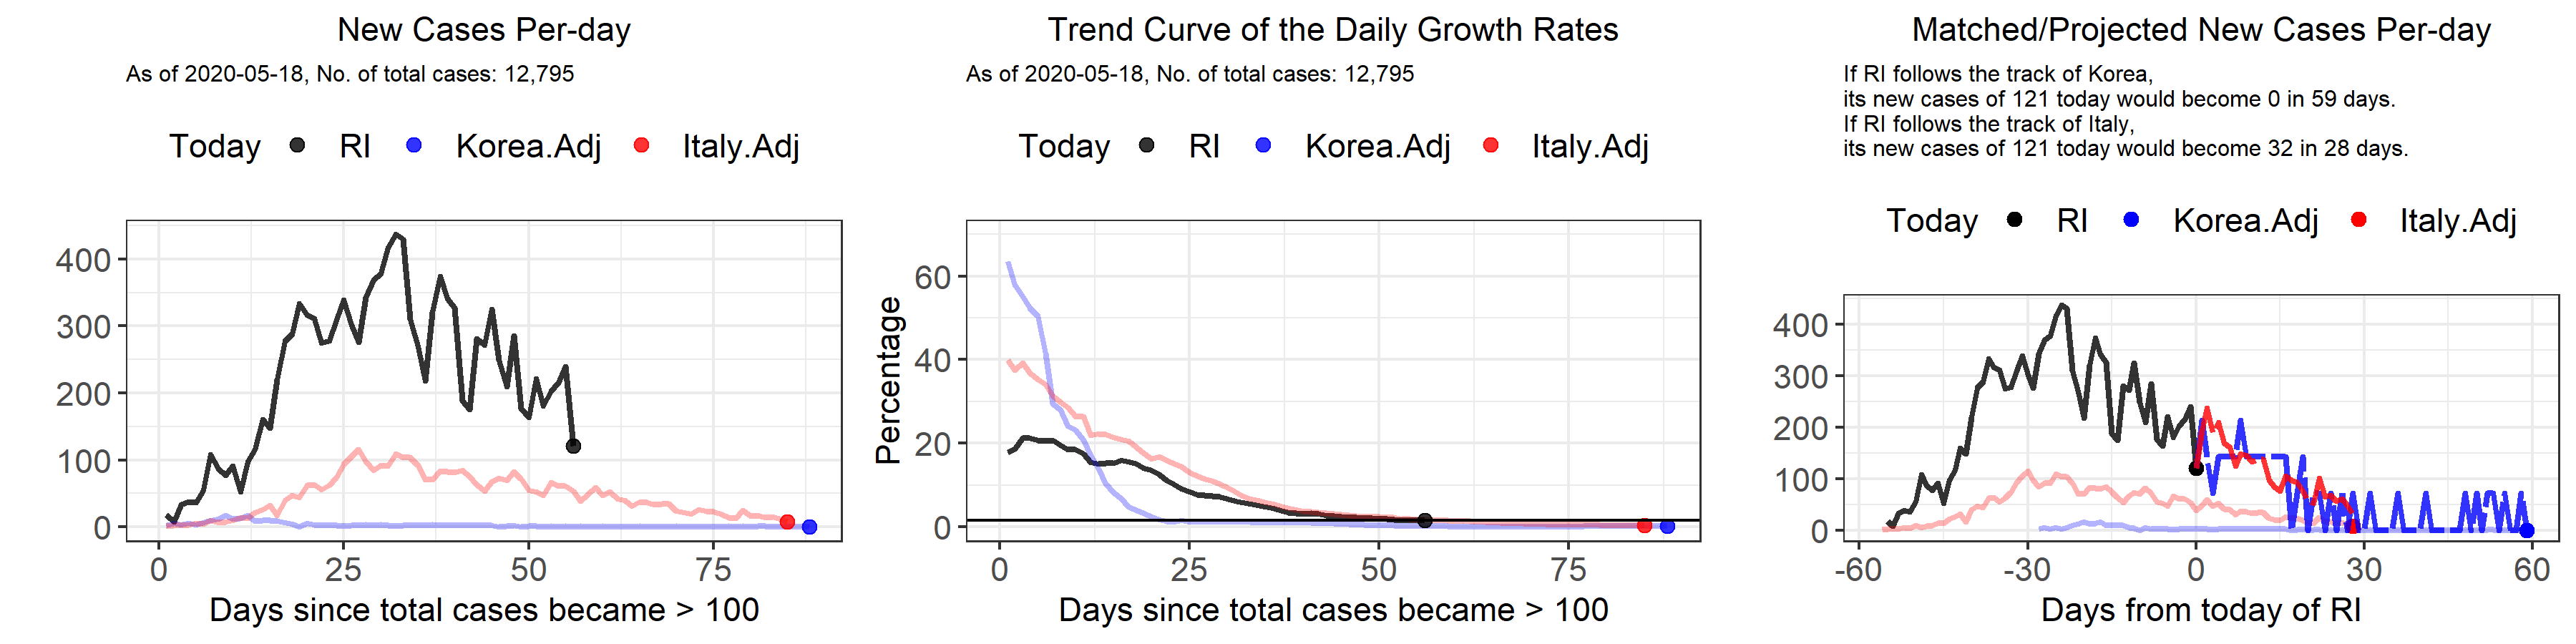 New Cases Per-day
As of 2020-05-18, No. of total cases: 12,795
Today RI Korea.Adj Italy.Adj
400
300
200
100
0
0 25 50 75
Days since total cases became > 100
Trend Curve of the Daily Growth Rates
As of 2020-05-18, No. of total cases: 12,795
Today RI Korea.Adj Italy.Adj
Percentage
60
40
20
0
0 25 50 75
Days since total cases became > 100
Matched/Projected New Cases Per-day
If RI follows the track of Korea,
its new cases of 121 today would become 0 in 59 days.
If RI follows the track of Italy,
its new cases of 121 today would become 32 in 28 days.
Today RI Korea.Adj Italy.Adj
400
300
200
100
0
-60 -30 0 30 60
Days from today of RI